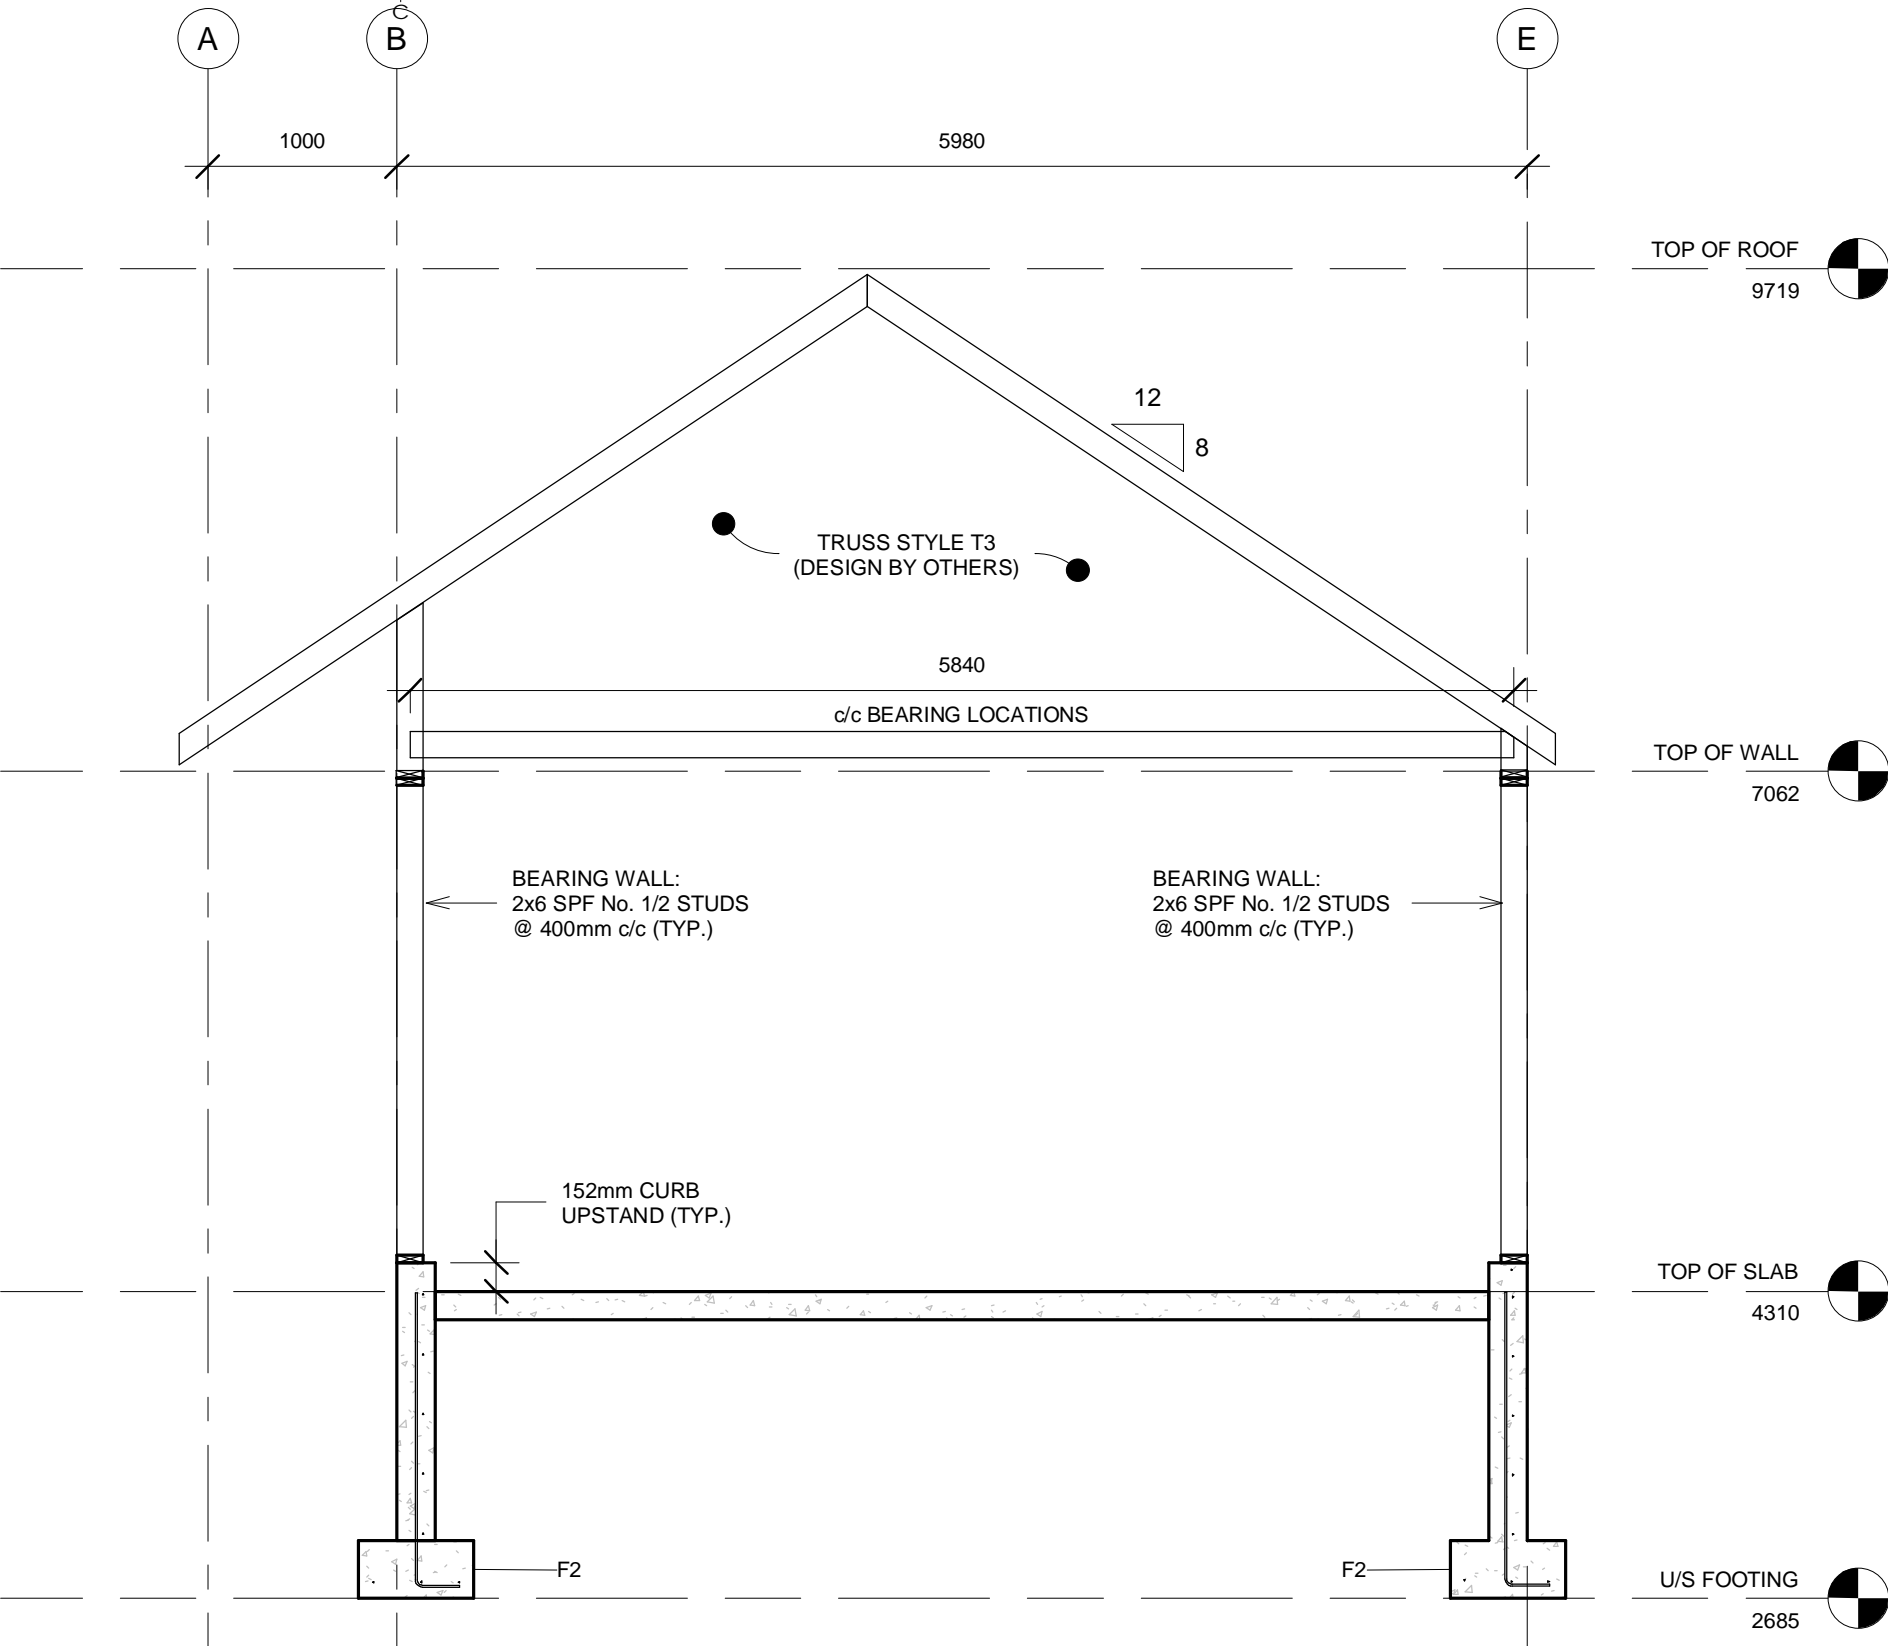 C
A
B
E
1000
5980
TOP OF ROOF
9719
12
8
TRUSS STYLE T3
(DESIGN BY OTHERS)
5840
c/c BEARING LOCATIONS
TOP OF WALL
7062
BEARING WALL:
2x6 SPF No. 1/2 STUDS
@ 400mm c/c (TYP.)
BEARING WALL:
2x6 SPF No. 1/2 STUDS
@ 400mm c/c (TYP.)
152mm CURB
UPSTAND (TYP.)
TOP OF SLAB
4310
F2
F2
U/S FOOTING
2685